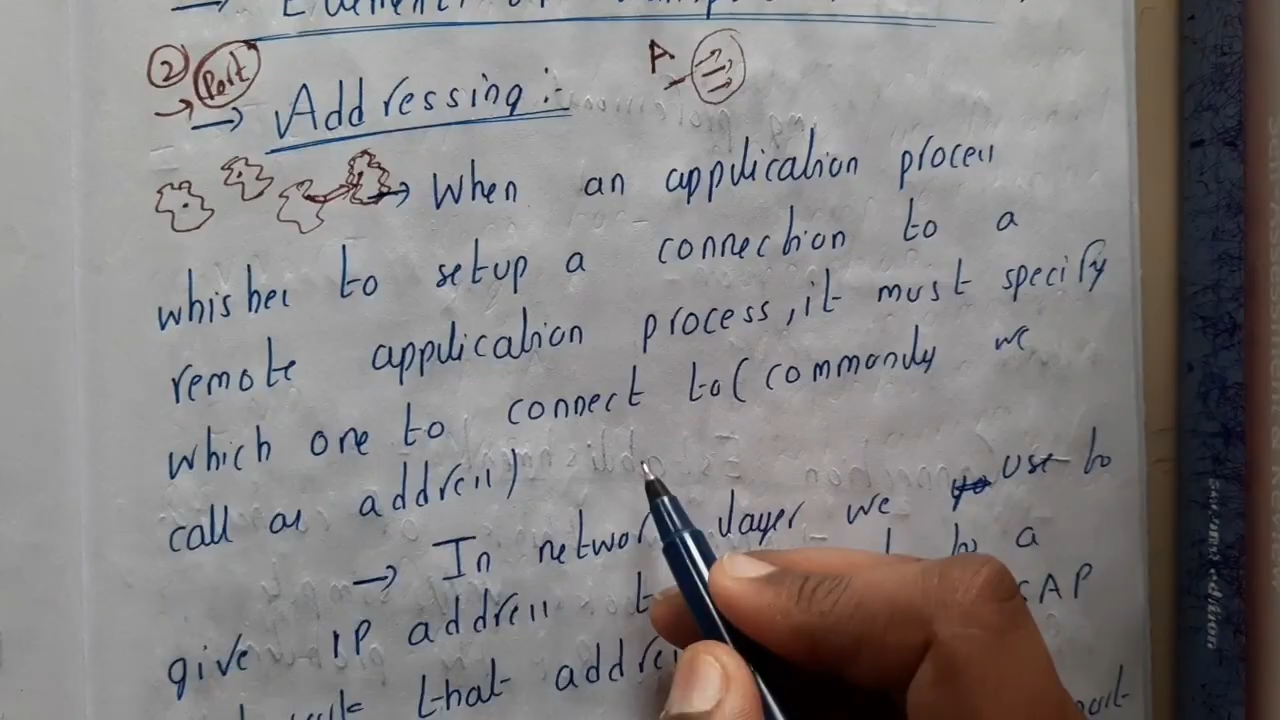 ② Port A
→ Addressing :-
→ When an application process
whishes to setup a connection to a
remote application process, it must specify
which one to connect to (commonly we
call as address)
→ In network layer we use to
give IP address to a
that address